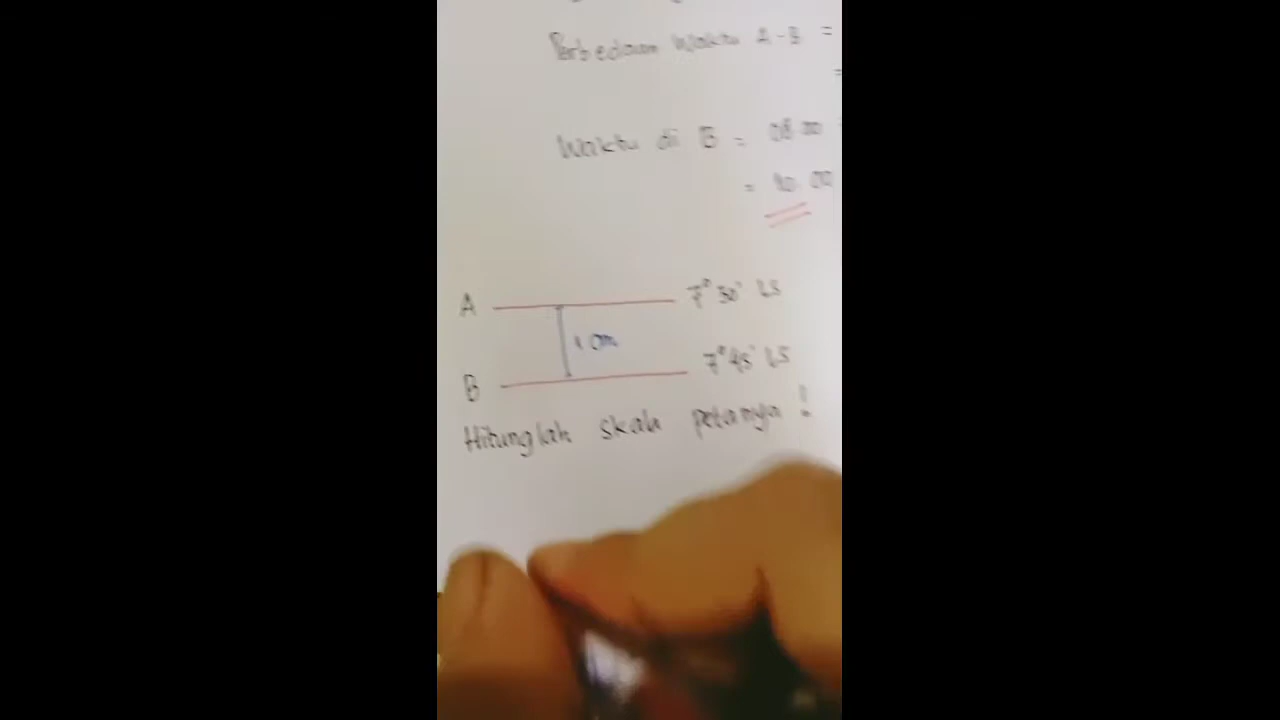 Perbedaan Waktu A-B =
=
Waktu di B = 08.00
= 10.00
A 7° 30' LS
1 cm
B 7° 45' LS
Hitunglah skala petanya !